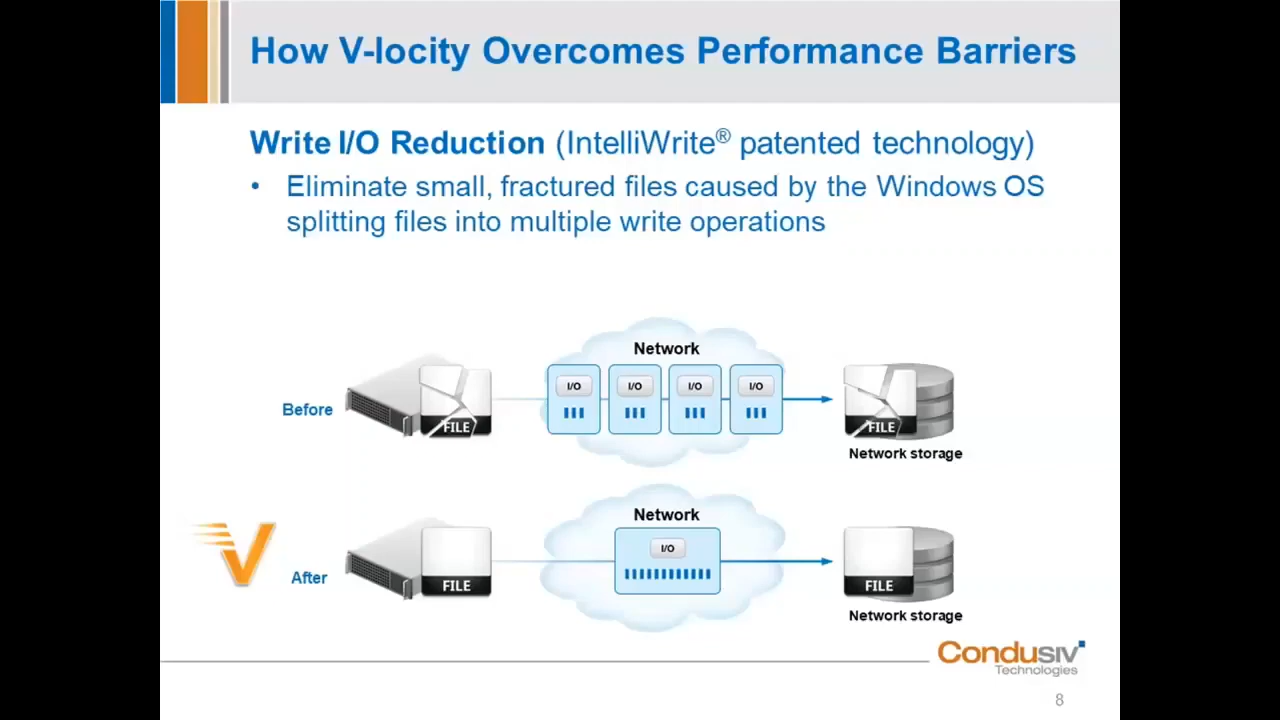 How V-locity Overcomes Performance Barriers
Write I/O Reduction (IntelliWrite® patented technology)
• Eliminate small, fractured files caused by the Windows OS
splitting files into multiple write operations
Network
I/O I/O I/O I/O
Before
FILE
FILE
Network storage
Network
I/O
V
After
FILE
FILE
Network storage
Condusiv
Technologies
8